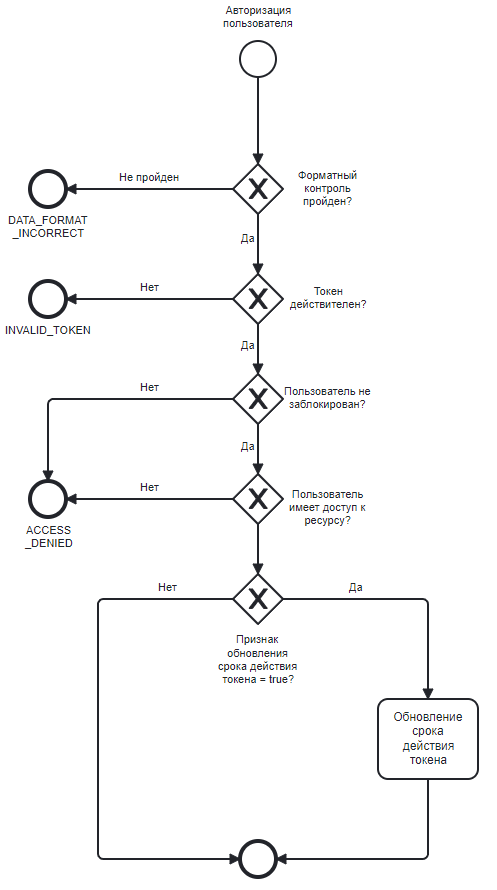 Авторизация
пользователя
Не пройден
Форматный
контроль
пройден?
DATA_FORMAT
_INCORRECT
Да
Нет
Токен
действителен?
INVALID_TOKEN
Да
Нет
Пользователь не
заблокирован?
Да
Нет
Пользователь
имеет доступ к
ресурсу?
ACCESS
_DENIED
Нет
Да
Признак
обновления
срока действия
токена = true?
Обновление
срока
действия
токена